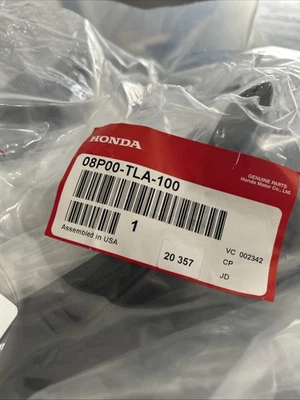 HONDA
GENUINE PARTS
Honda Motor Co., Ltd.
08P00-TLA-100
1
Assembled in USA
20 357
VC 002342
CP
JD